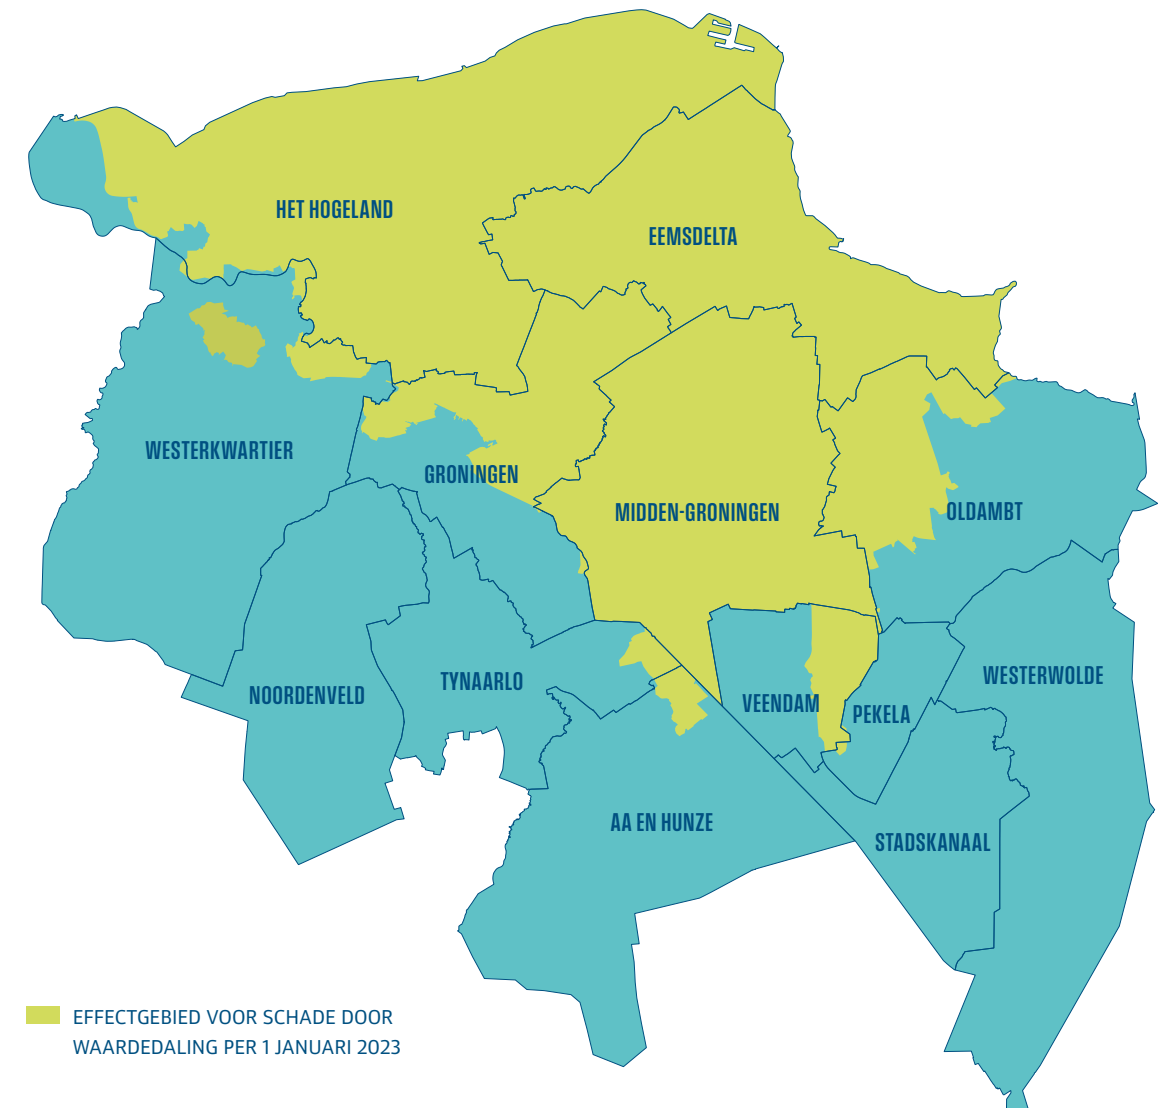 HET HOGELAND
EEMSDELTA
WESTERKWARTIER
GRONINGEN
MIDDEN-GRONINGEN
OLDAMBT
NOORDENVELD
TYNAARLO
VEENDAM
PEKELA
WESTERWOLDE
AA EN HUNZE
STADSKANAAL
EFFECTGEBIED VOOR SCHADE DOOR
WAARDEDALING PER 1 JANUARI 2023